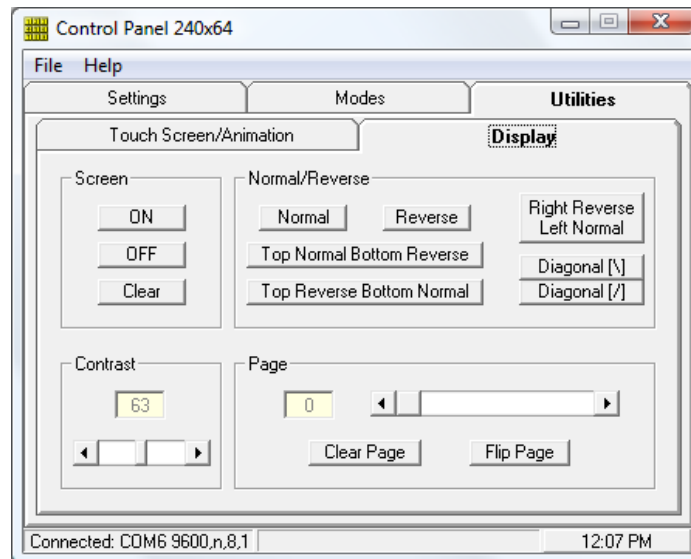 Control Panel 240x64
File Help
Settings Modes Utilities
Touch Screen/Animation Display
Screen
ON
OFF
Clear
Normal/Reverse
Normal Reverse
Top Normal Bottom Reverse
Top Reverse Bottom Normal
Right Reverse
Left Normal
Diagonal [\]
Diagonal [/]
Contrast
63
Page
0
Clear Page Flip Page
Connected: COM6 9600,n,8,1 12:07 PM